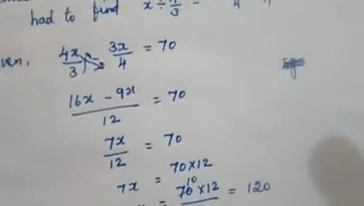 had to find x ÷ 
ven, 4x/3 3x/4 = 70
16x - 9x / 12 = 70
7x/12 = 70
7x = 70×12
= 70×12 = 120